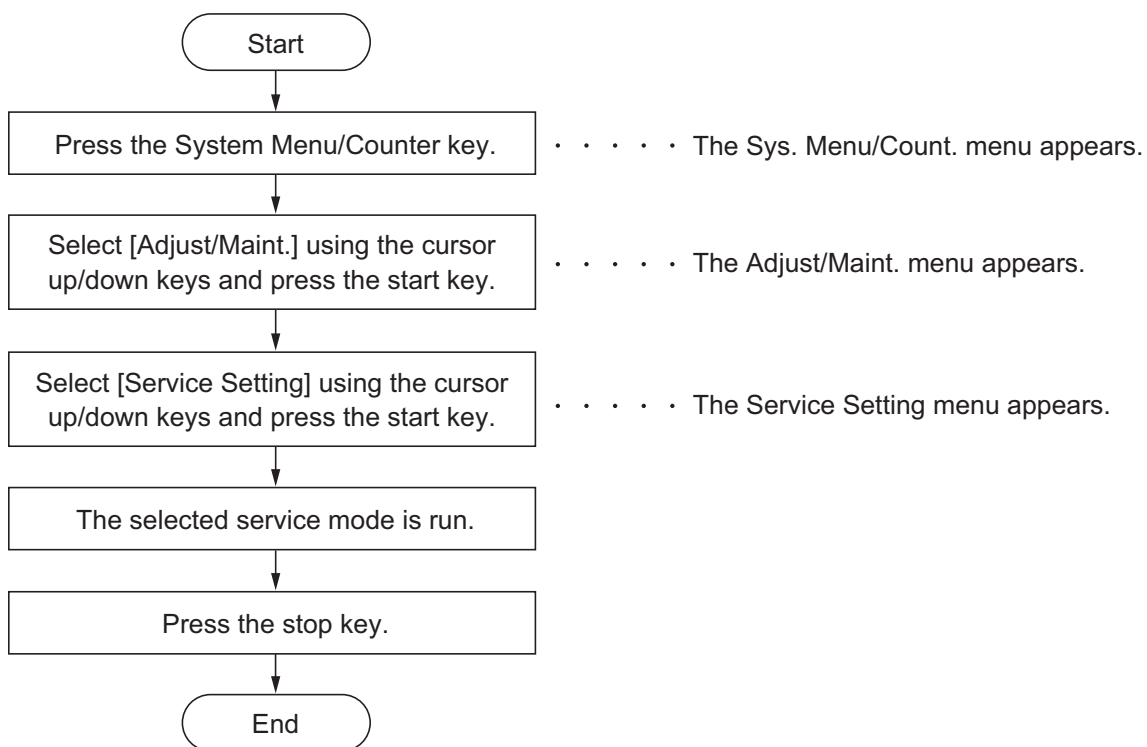 Start
Press the System Menu/Counter key.
· · · · · The Sys. Menu/Count. menu appears.
Select [Adjust/Maint.] using the cursor
up/down keys and press the start key.
· · · · · The Adjust/Maint. menu appears.
Select [Service Setting] using the cursor
up/down keys and press the start key.
· · · · · The Service Setting menu appears.
The selected service mode is run.
Press the stop key.
End